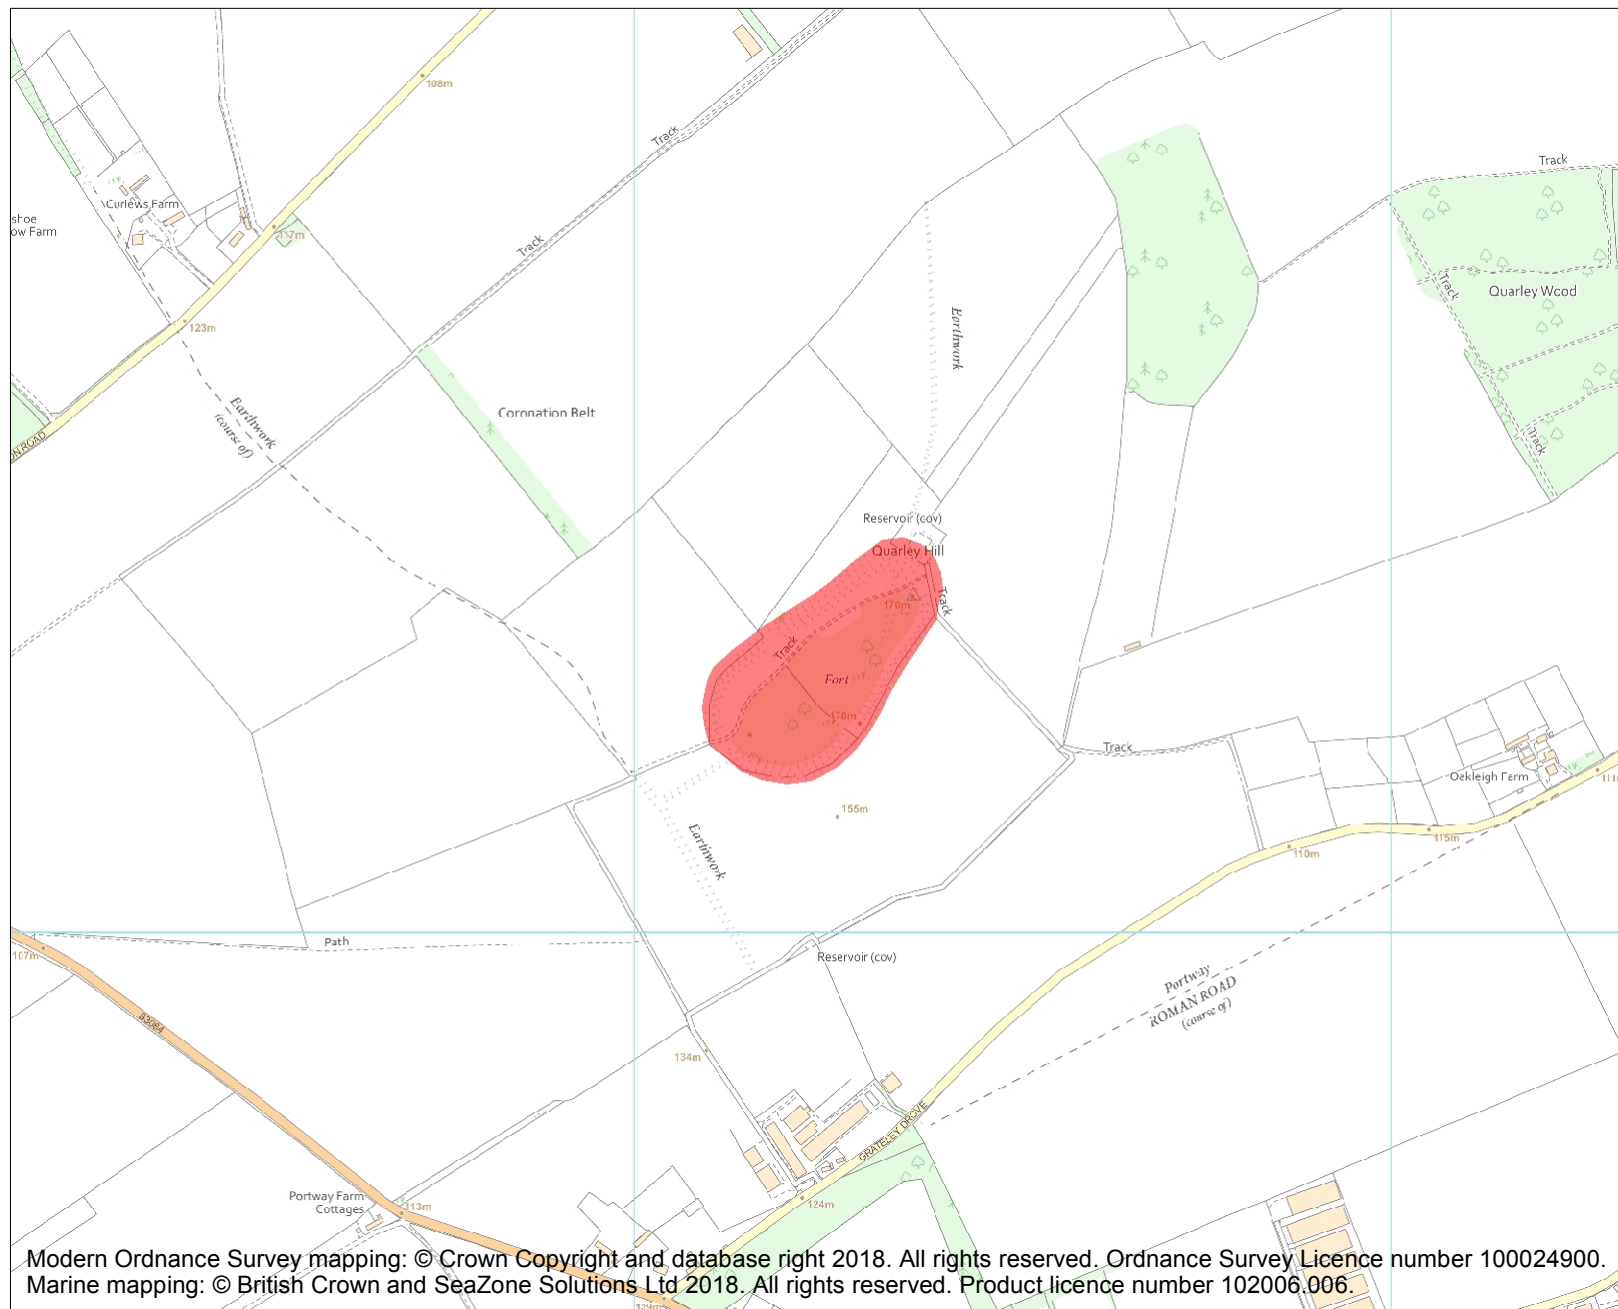 108m
Track
Track
Curlews Farm
shoe
ow Farm
117m
Track
Quarley Wood
Track
123m
Earthwork
Earthwork
(course of)
Coronation Belt
ON ROAD
Track
Reservoir (cov)
Quarley Hill
Track
170m
Track
Fort
170m
Track
Oakleigh Farm
155m
Earthwork
115m
110m
Path
107m
Reservoir (cov)
Portway
ROMAN ROAD
(course of)
B3084
134m
GRATELEY DROVE
Portway Farm
Cottages
113m
124m
Modern Ordnance Survey mapping: © Crown Copyright and database right 2018. All rights reserved. Ordnance Survey Licence number 100024900.
Marine mapping: © British Crown and SeaZone Solutions Ltd 2018. All rights reserved. Product licence number 102006.006.